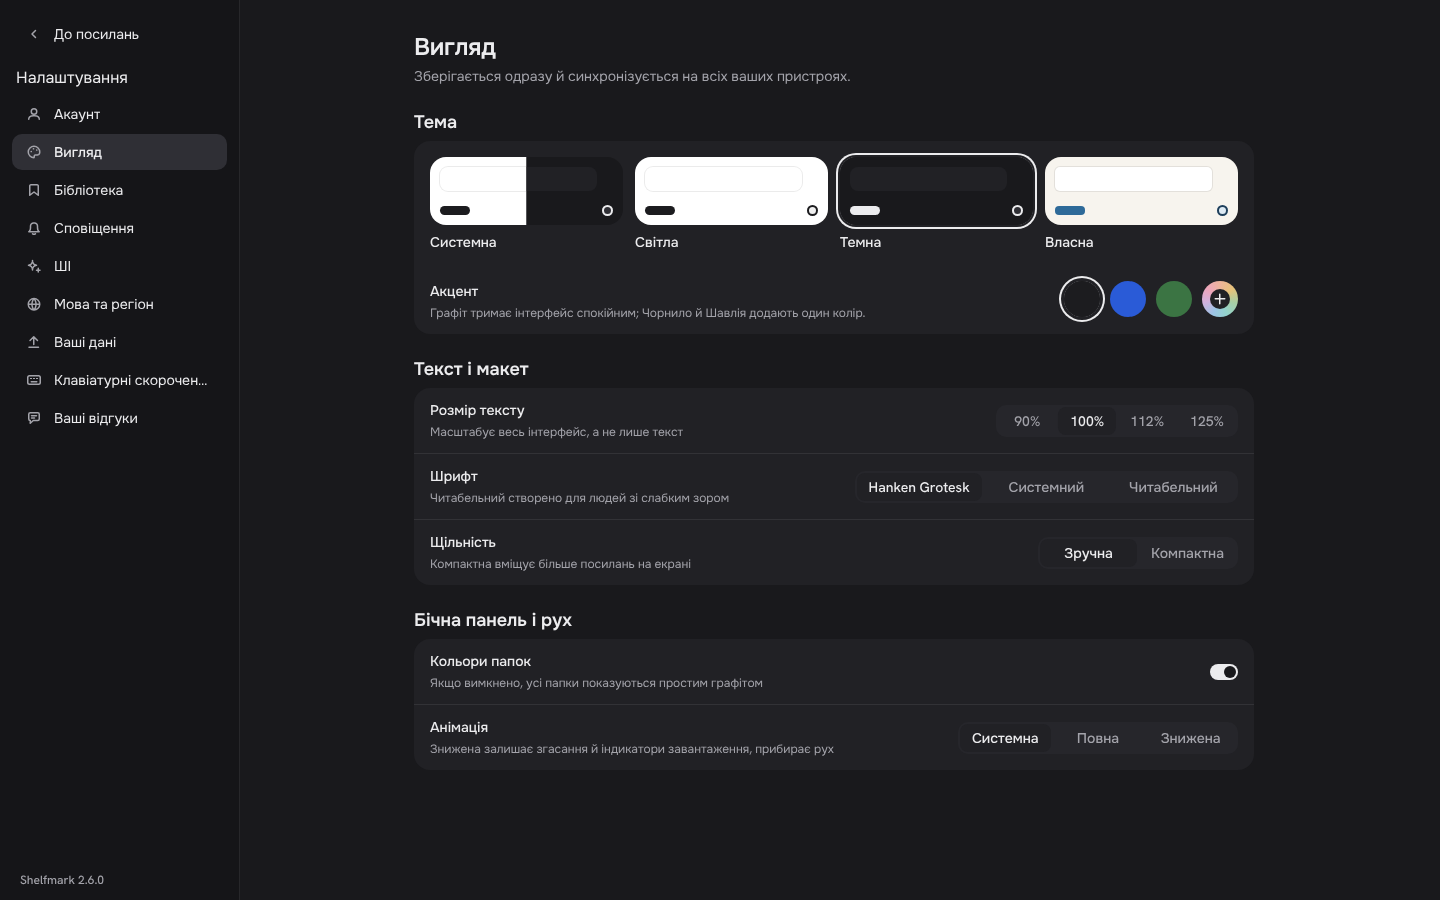 До посилань
Налаштування
Акаунт
Вигляд
Бібліотека
Сповіщення
ШІ
Мова та регіон
Ваші дані
Клавіатурні скорочен...
Ваші відгуки
Shelfmark 2.6.0
Вигляд
Зберігається одразу й синхронізується на всіх ваших пристроях.
Тема
Системна
Світла
Темна
Власна
Акцент
Графіт тримає інтерфейс спокійним; Чорнило й Шавлія додають один колір.
Текст і макет
Розмір тексту
Масштабує весь інтерфейс, а не лише текст
90% 100% 112% 125%
Шрифт
Читабельний створено для людей зі слабким зором
Hanken Grotesk Системний Читабельний
Щільність
Компактна вміщує більше посилань на екрані
Зручна Компактна
Бічна панель і рух
Кольори папок
Якщо вимкнено, усі папки показуються простим графітом
Анімація
Знижена залишає згасання й індикатори завантаження, прибирає рух
Системна Повна Знижена